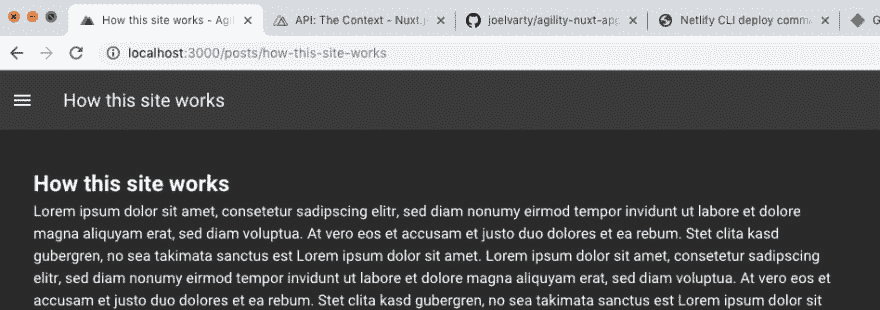 How this site works - Agi
API: The Context - Nuxt.j
joelvarty/agility-nuxt-app
Netlify CLI deploy comma
G
localhost:3000/posts/how-this-site-works
How this site works
How this site works
Lorem ipsum dolor sit amet, consetetur sadipscing elitr, sed diam nonumy eirmod tempor invidunt ut labore et dolore
magna aliquyam erat, sed diam voluptua. At vero eos et accusam et justo duo dolores et ea rebum. Stet clita kasd
gubergren, no sea takimata sanctus est Lorem ipsum dolor sit amet. Lorem ipsum dolor sit amet, consetetur sadipscing
elitr, sed diam nonumy eirmod tempor invidunt ut labore et dolore magna aliquyam erat, sed diam voluptua. At vero eos et
accusam et justo duo dolores et ea rebum. Stet clita kasd gubergren, no sea takimata sanctus est Lorem ipsum dolor sit